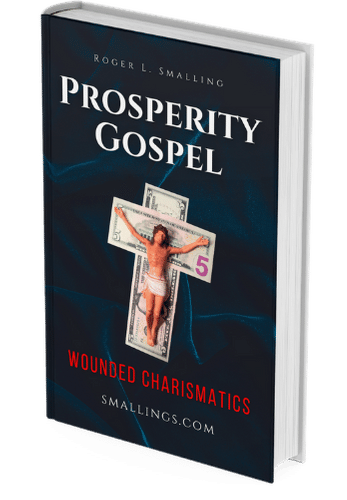 Roger L. Smalling
Prosperity
Gospel
5
Wounded Charismatics
smallings.com